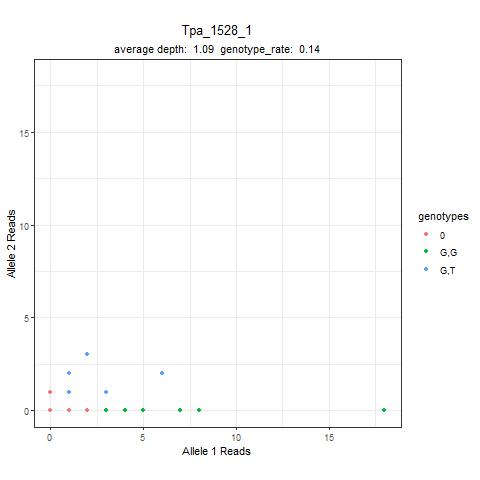 Tpa_1528_1
average depth: 1.09 genotype_rate: 0.14
15
10
5
0
Allele 2 Reads
0 5 10 15
Allele 1 Reads
genotypes
0
G,G
G,T